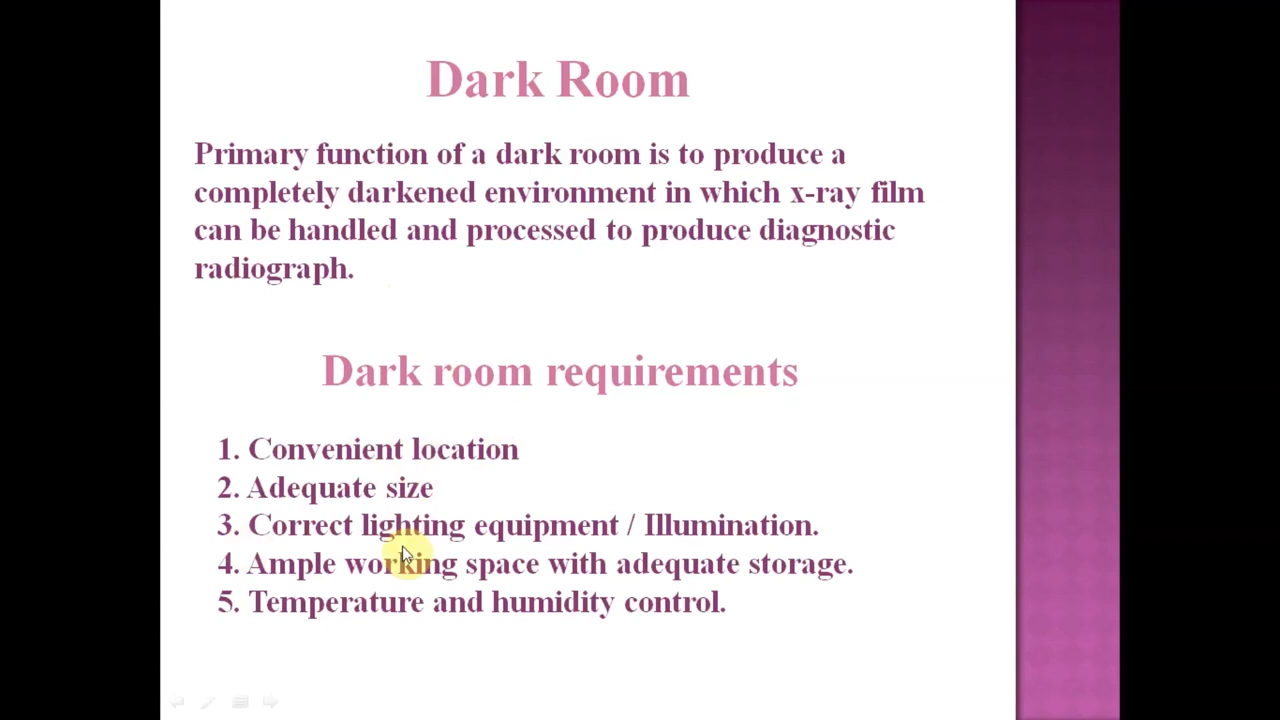 Dark Room
Primary function of a dark room is to produce a
completely darkened environment in which x-ray film
can be handled and processed to produce diagnostic
radiograph.
Dark room requirements
1. Convenient location
2. Adequate size
3. Correct lighting equipment / Illumination.
4. Ample working space with adequate storage.
5. Temperature and humidity control.